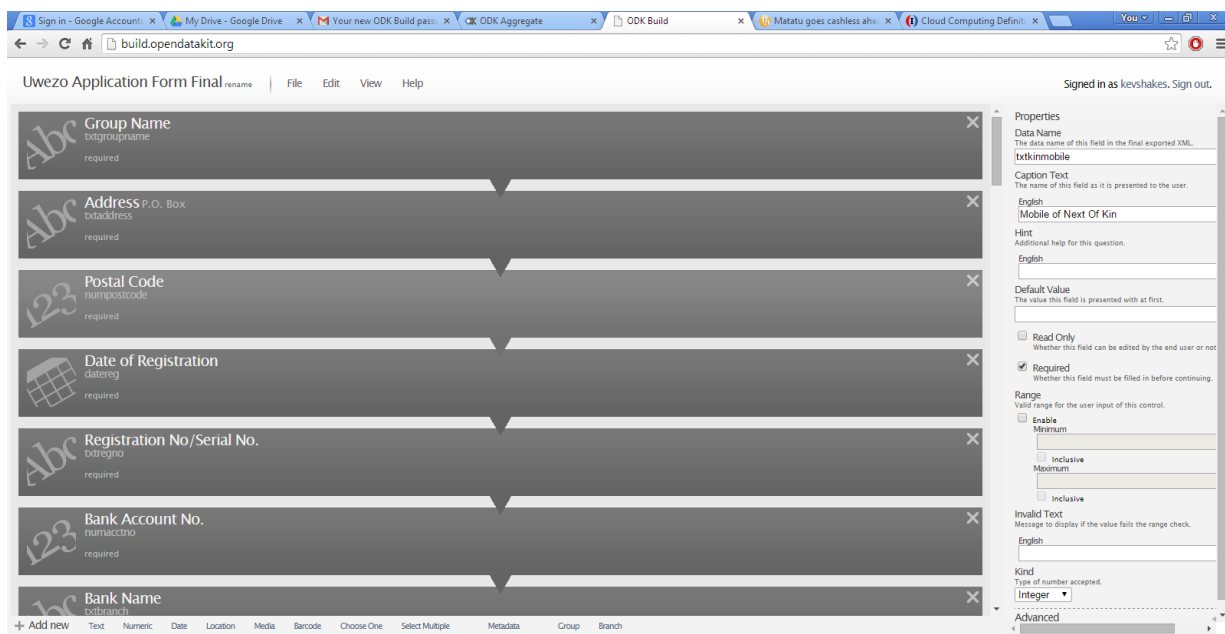 Sign in - Google Accounts
My Drive - Google Drive
Your new ODK Build passw
ODK Aggregate
ODK Build
Matatu goes cashless ahe
Cloud Computing Definiti
You
build.opendatakit.org
Uwezo Application Form Final rename
File Edit View Help
Signed in as kevshakes. Sign out.
Abc Group Name
txtgroupname
required
Abc Address P.O. Box
txtaddress
required
123 Postal Code
numpostcode
required
Date of Registration
datereg
required
Abc Registration No/Serial No.
txtregno
required
123 Bank Account No.
numacctno
required
Abc Bank Name
txtbranch
+ Add new Text Numeric Date Location Media Barcode Choose One Select Multiple Metadata Group Branch
Properties
Data Name
The data name of this field in the final exported XML.
txtkinmobile
Caption Text
The name of this field as it is presented to the user.
English
Mobile of Next Of Kin
Hint
Additional help for this question.
English
Default Value
The value this field is presented with at first.
Read Only
Whether this field can be edited by the end user or not
Required
Whether this field must be filled in before continuing.
Range
Valid range for the user input of this control.
Enable
Minimum
Inclusive
Maximum
Inclusive
Invalid Text
Message to display if the value fails the range check.
English
Kind
Type of number accepted.
Integer
Advanced